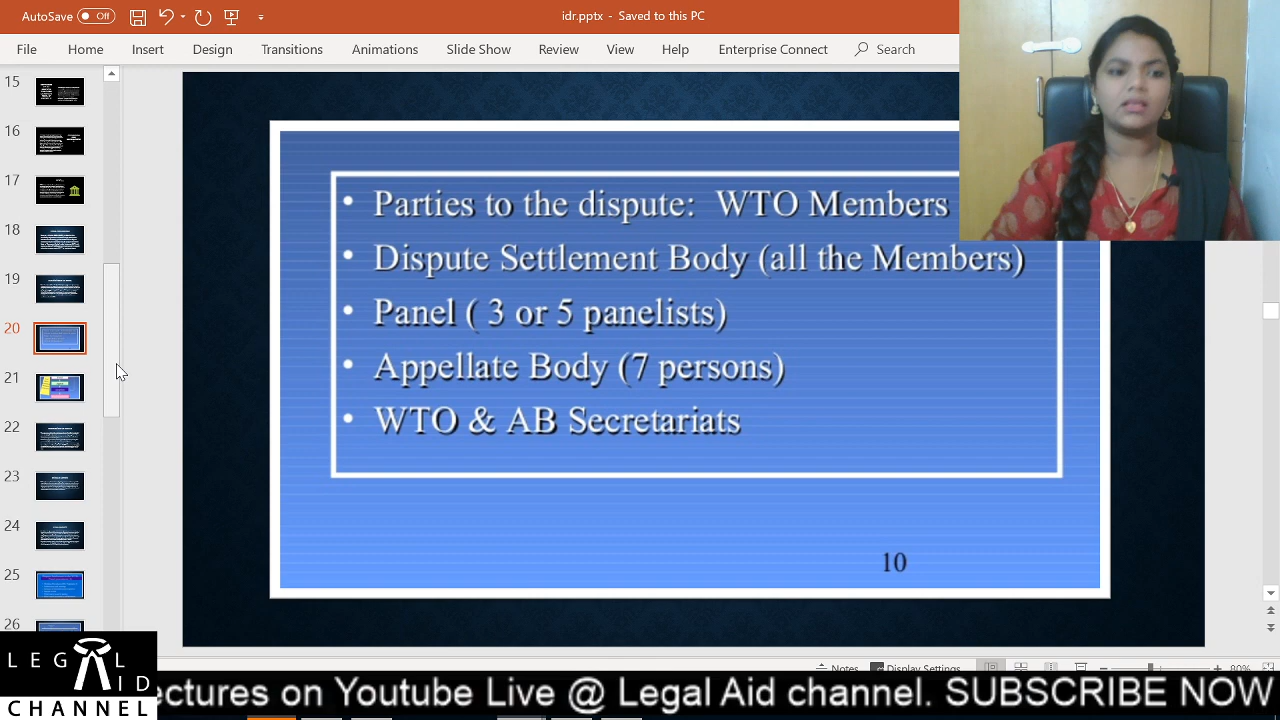 AutoSave Off idr.pptx - Saved to this PC
File Home Insert Design Transitions Animations Slide Show Review View Help Enterprise Connect Search
15
16
17
18
19
20
21
22
23
24
25
26
• Parties to the dispute: WTO Members
• Dispute Settlement Body (all the Members)
• Panel ( 3 or 5 panelists)
• Appellate Body (7 persons)
• WTO & AB Secretariats
10
Notes Display Settings 80%
LEGAL
AID
CHANNEL
ectures on Youtube Live @ Legal Aid channel. SUBSCRIBE NOW